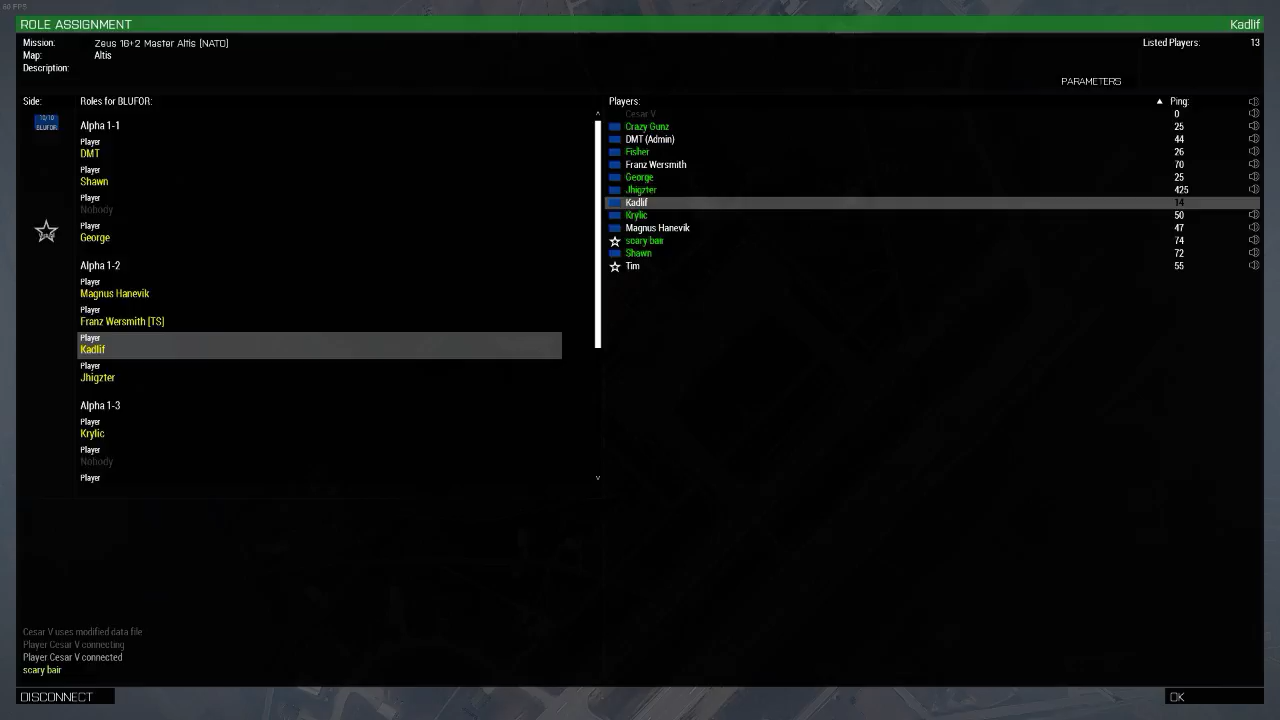 60 FPS
ROLE ASSIGNMENT
Kadlif
Mission: Zeus 16+2 Master Altis (NATO)
Listed Players: 13
Map: Altis
Description:
PARAMETERS
Side:
Roles for BLUFOR:
10/10
BLUFOR
Alpha 1-1
Player
DMT
Player
Shawn
Player
Nobody
Player
George
Alpha 1-2
Player
Magnus Hanevik
Player
Franz Wersmith [TS]
Player
Kadlif
Player
Jhigzter
Alpha 1-3
Player
Krylic
Player
Nobody
Player
Players: Ping:
Cesar V 0
Crazy Gunz 25
DMT (Admin) 44
Fisher 26
Franz Wersmith 70
George 25
Jhigzter 425
Kadlif 14
Krylic 50
Magnus Hanevik 47
scary bair 74
Shawn 72
Tim 55
Cesar V uses modified data file
Player Cesar V connecting
Player Cesar V connected
scary bair
DISCONNECT
OK